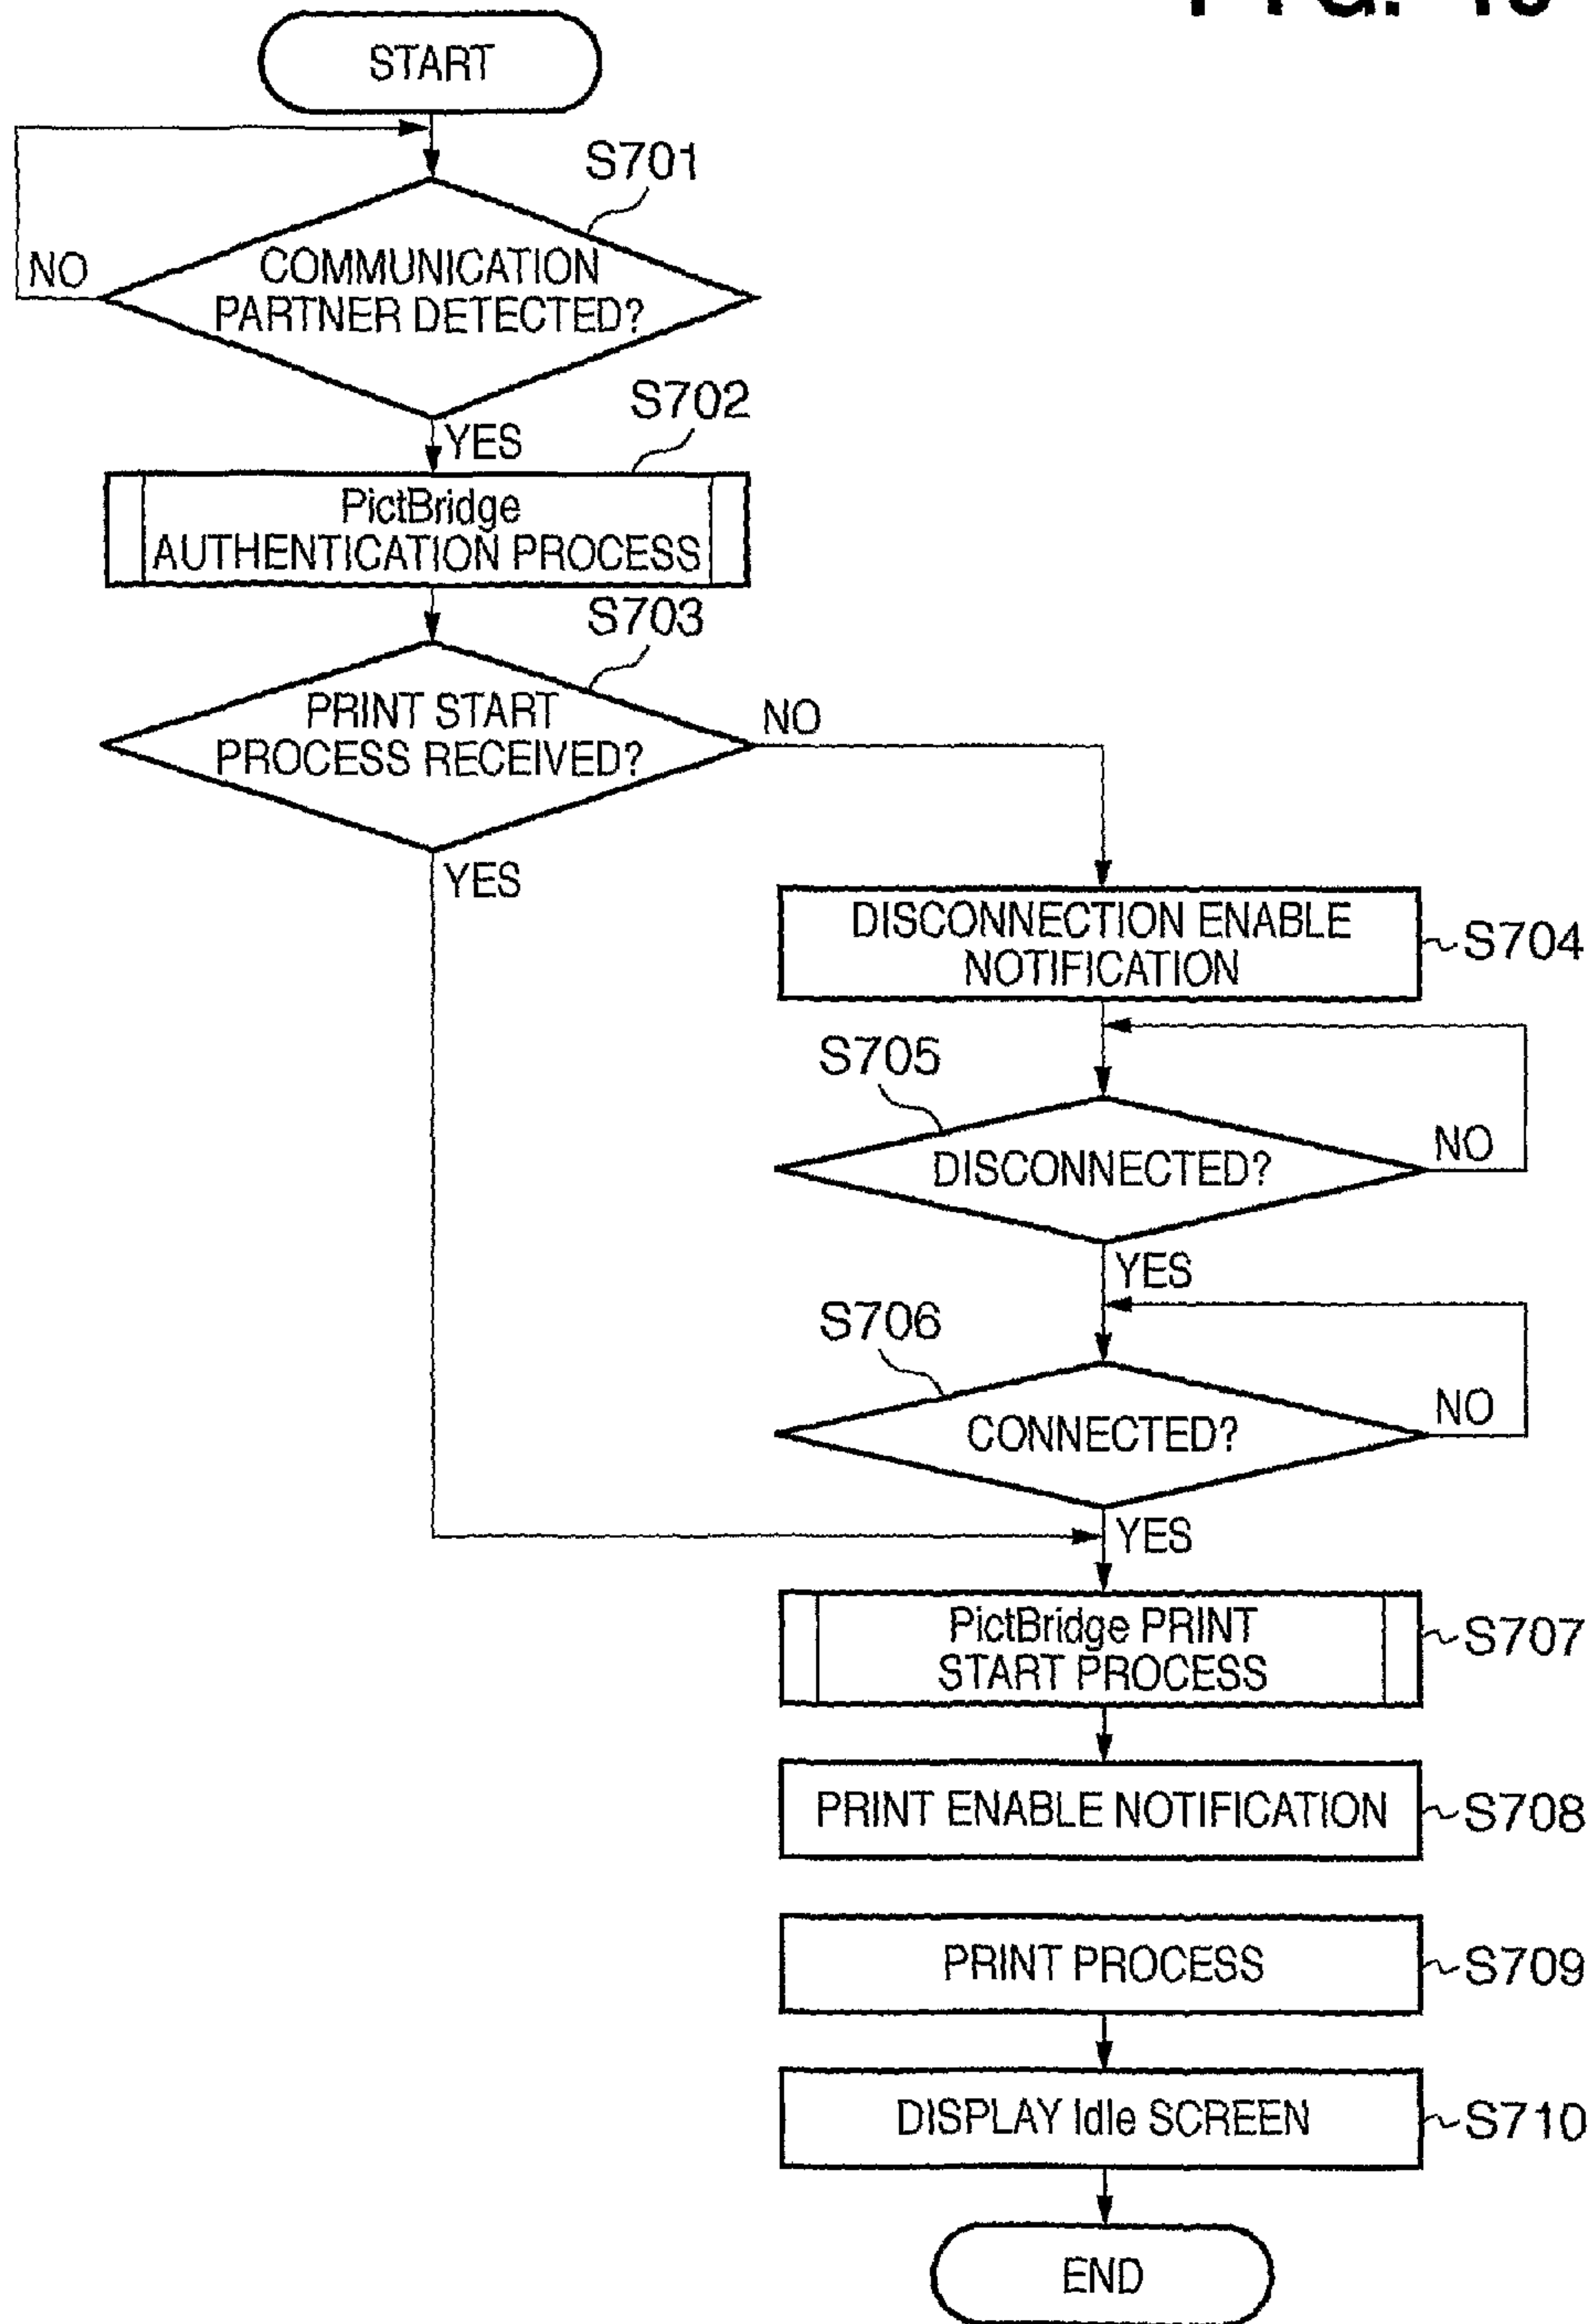 START
S701
NO
COMMUNICATION
PARTNER DETECTED?
S702
YES
PictBridge
AUTHENTICATION PROCESS
S703
PRINT START
PROCESS RECEIVED?
NO
YES
DISCONNECTION ENABLE
NOTIFICATION
S704
S705
DISCONNECTED?
NO
YES
S706
CONNECTED?
NO
YES
PictBridge PRINT
START PROCESS
S707
PRINT ENABLE NOTIFICATION
S708
PRINT PROCESS
S709
DISPLAY Idle SCREEN
S710
END